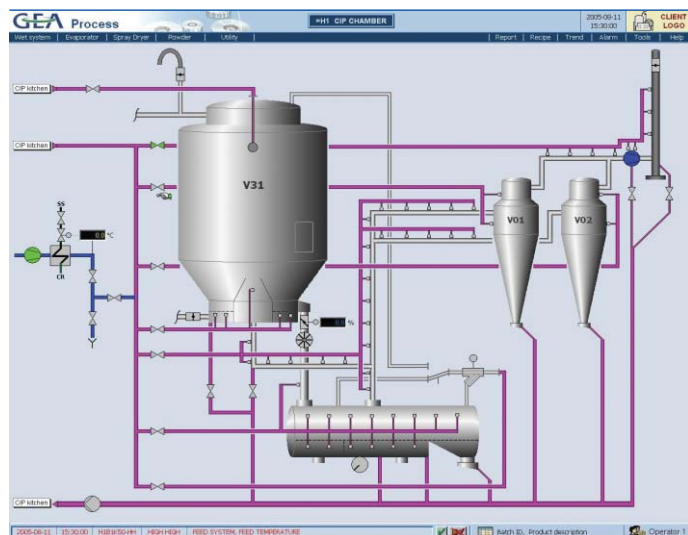 GEA Process
=H1 CIP CHAMBER
2005-08-11
15:30:00
CLIENT
LOGO
Wet system | Evaporator | Spray Dryer | Powder | Utility | Report | Recipe | Trend | Alarm | Tools | Help
CIP kitchen
CIP kitchen
V31
V01
V02
SS
°C
CR
%
CIP kitchen
2005-08-11 15:30:00 HIGH HIGH FEED SYSTEM, FEED TEMPERATURE
Batch ID, Product description
Operator 1